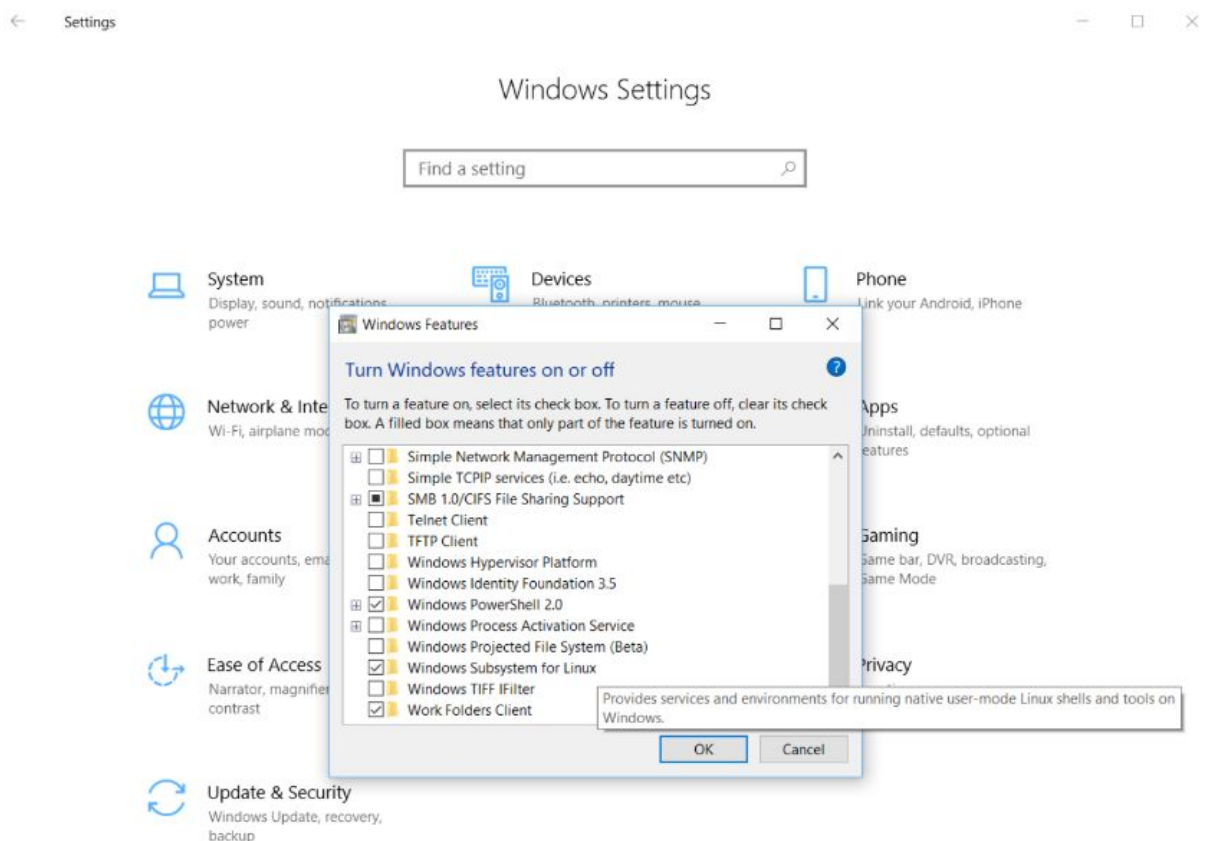 Settings
Windows Settings
Find a setting
System
Display, sound, notifications,
power
Devices
Bluetooth, printers, mouse
Phone
Link your Android, iPhone
Network & Inte
Wi-Fi, airplane mod
Apps
Uninstall, defaults, optional
features
Accounts
Your accounts, ema
work, family
Gaming
Game bar, DVR, broadcasting,
Game Mode
Ease of Access
Narrator, magnifier
contrast
Privacy
Update & Security
Windows Update, recovery,
backup
Windows Features
Turn Windows features on or off
?
To turn a feature on, select its check box. To turn a feature off, clear its check
box. A filled box means that only part of the feature is turned on.
Simple Network Management Protocol (SNMP)
Simple TCPIP services (i.e. echo, daytime etc)
SMB 1.0/CIFS File Sharing Support
Telnet Client
TFTP Client
Windows Hypervisor Platform
Windows Identity Foundation 3.5
Windows PowerShell 2.0
Windows Process Activation Service
Windows Projected File System (Beta)
Windows Subsystem for Linux
Windows TIFF IFilter
Work Folders Client
Provides services and environments for running native user-mode Linux shells and tools on
Windows.
OK
Cancel